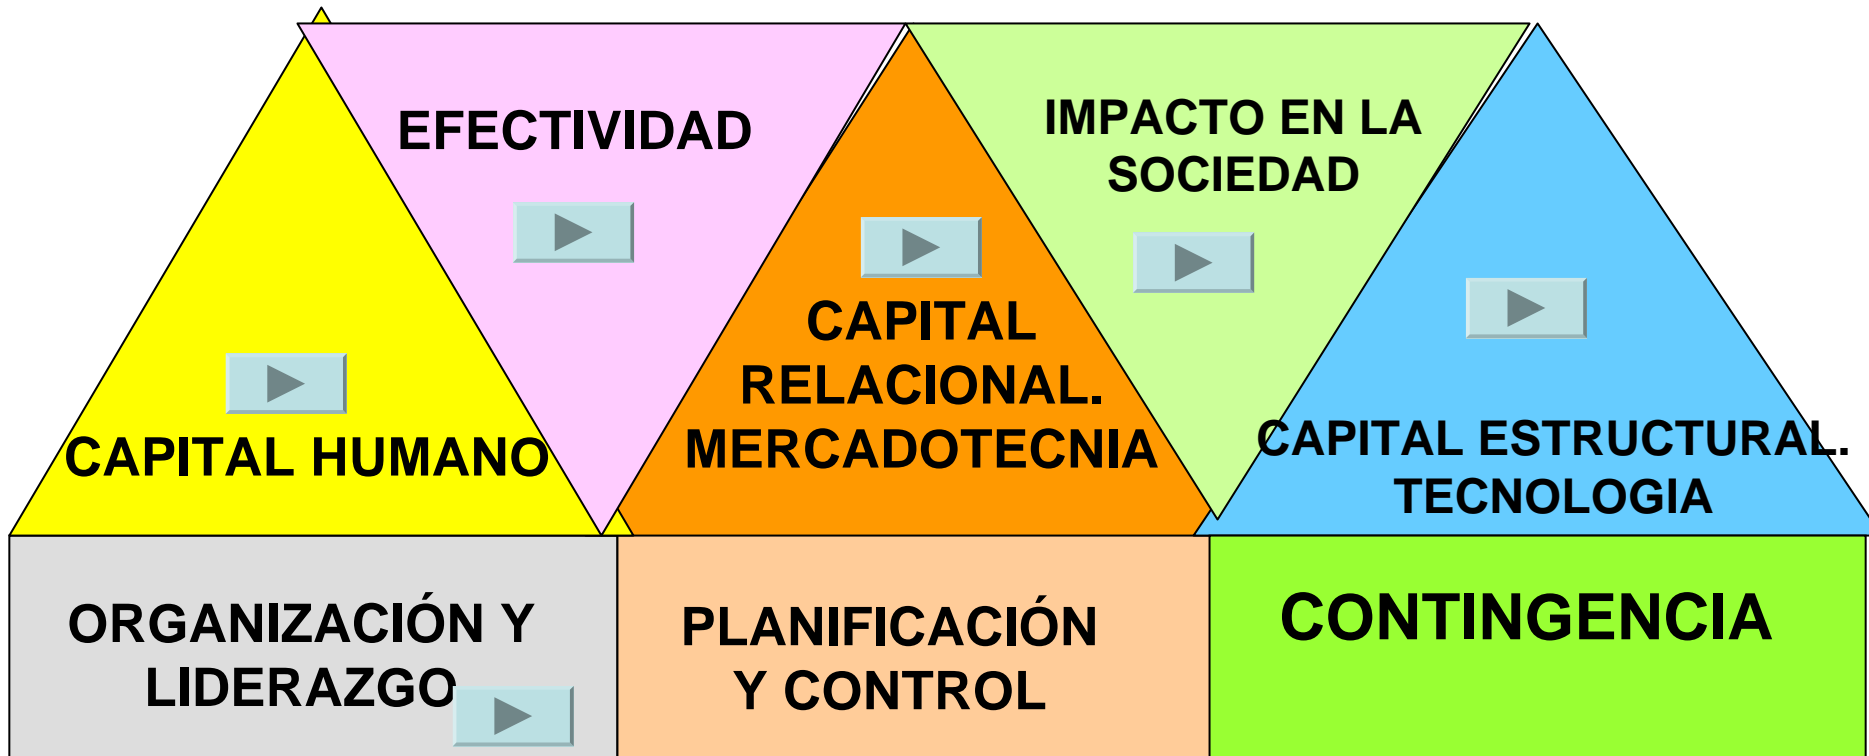 EFECTIVIDAD
IMPACTO EN LA
SOCIEDAD
CAPITAL HUMANO
CAPITAL
RELACIONAL.
MERCADOTECNIA
CAPITAL ESTRUCTURAL.
TECNOLOGIA
ORGANIZACIÓN Y
LIDERAZGO
PLANIFICACIÓN
Y CONTROL
CONTINGENCIA